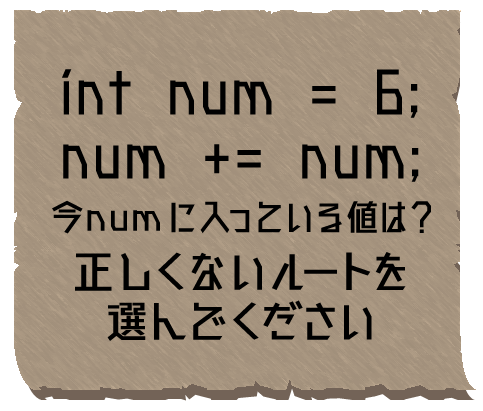 int num = 6;
num += num;
今numに入っている値は?
正しくないルートを
選んでください